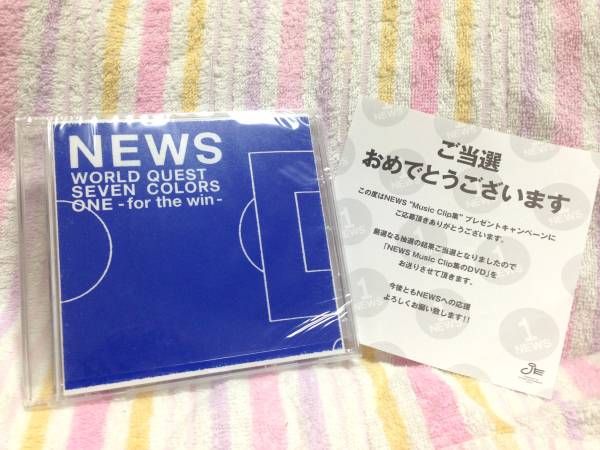 NEWS
WORLD QUEST
SEVEN COLORS
ONE - for the win -
ご当選
おめでとうございます
この度はNEWS "Music Clip集" プレゼントキャンペーンに
ご応募頂きありがとうございます。
厳選なる抽選の結果ご当選となりましたので
「NEWS Music Clip集のDVD」を
お送りさせて頂きます。
今後ともNEWSへの応援
よろしくお願い致します!!
1
NEWS
1
NEWS